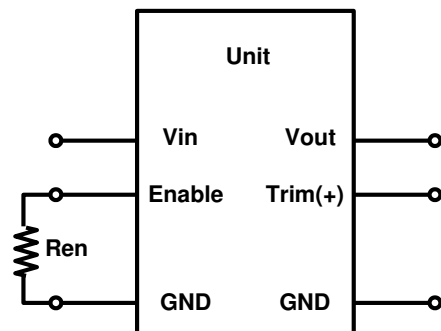 Unit
Vin Vout
Enable Trim(+)
Ren
GND GND